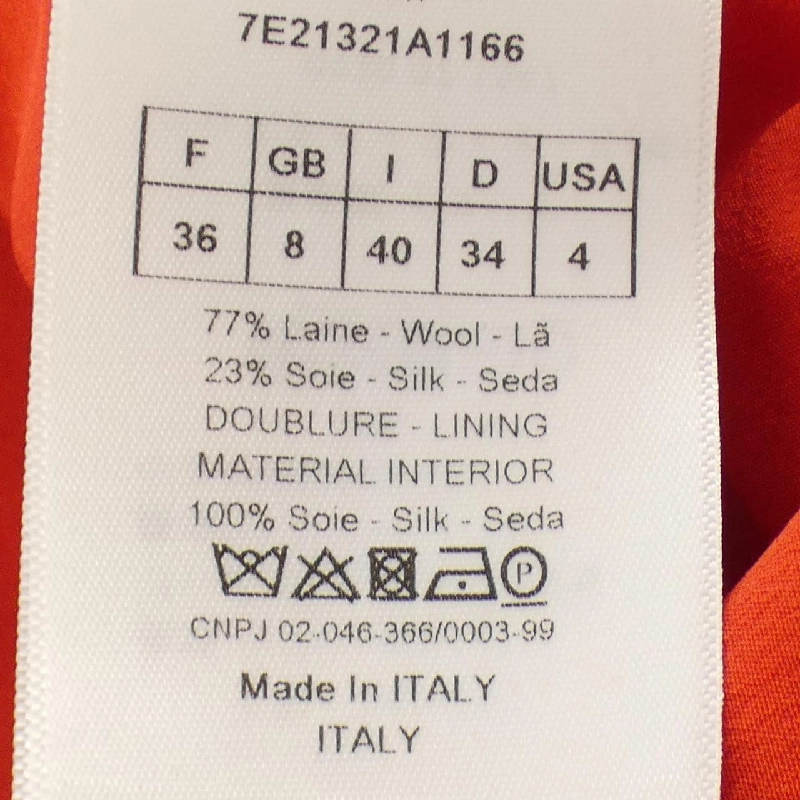 7E21321A1166
F GB I D USA
36 8 40 34 4
77% Laine - Wool - Lã
23% Soie - Silk - Seda
DOUBLURE - LINING
MATERIAL INTERIOR
100% Soie - Silk - Seda
P
CNPJ 02-046-366/0003-99
Made In ITALY
ITALY